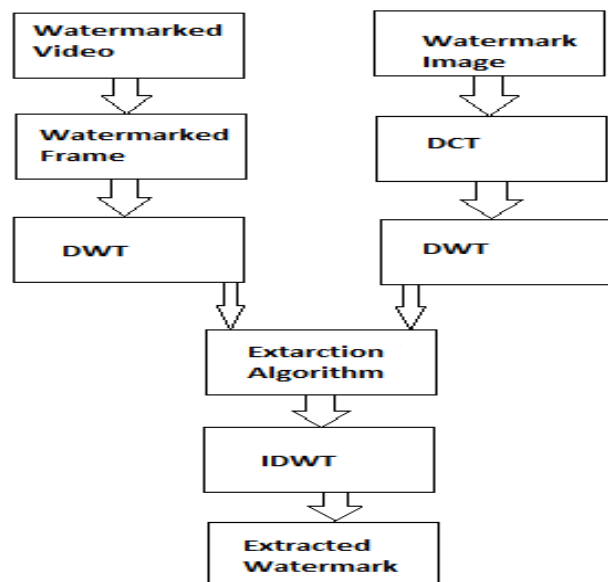 Watermarked
Video
Watermark
Image
Watermarked
Frame
DCT
DWT
DWT
Extarction
Algorithm
IDWT
Extracted
Watermark